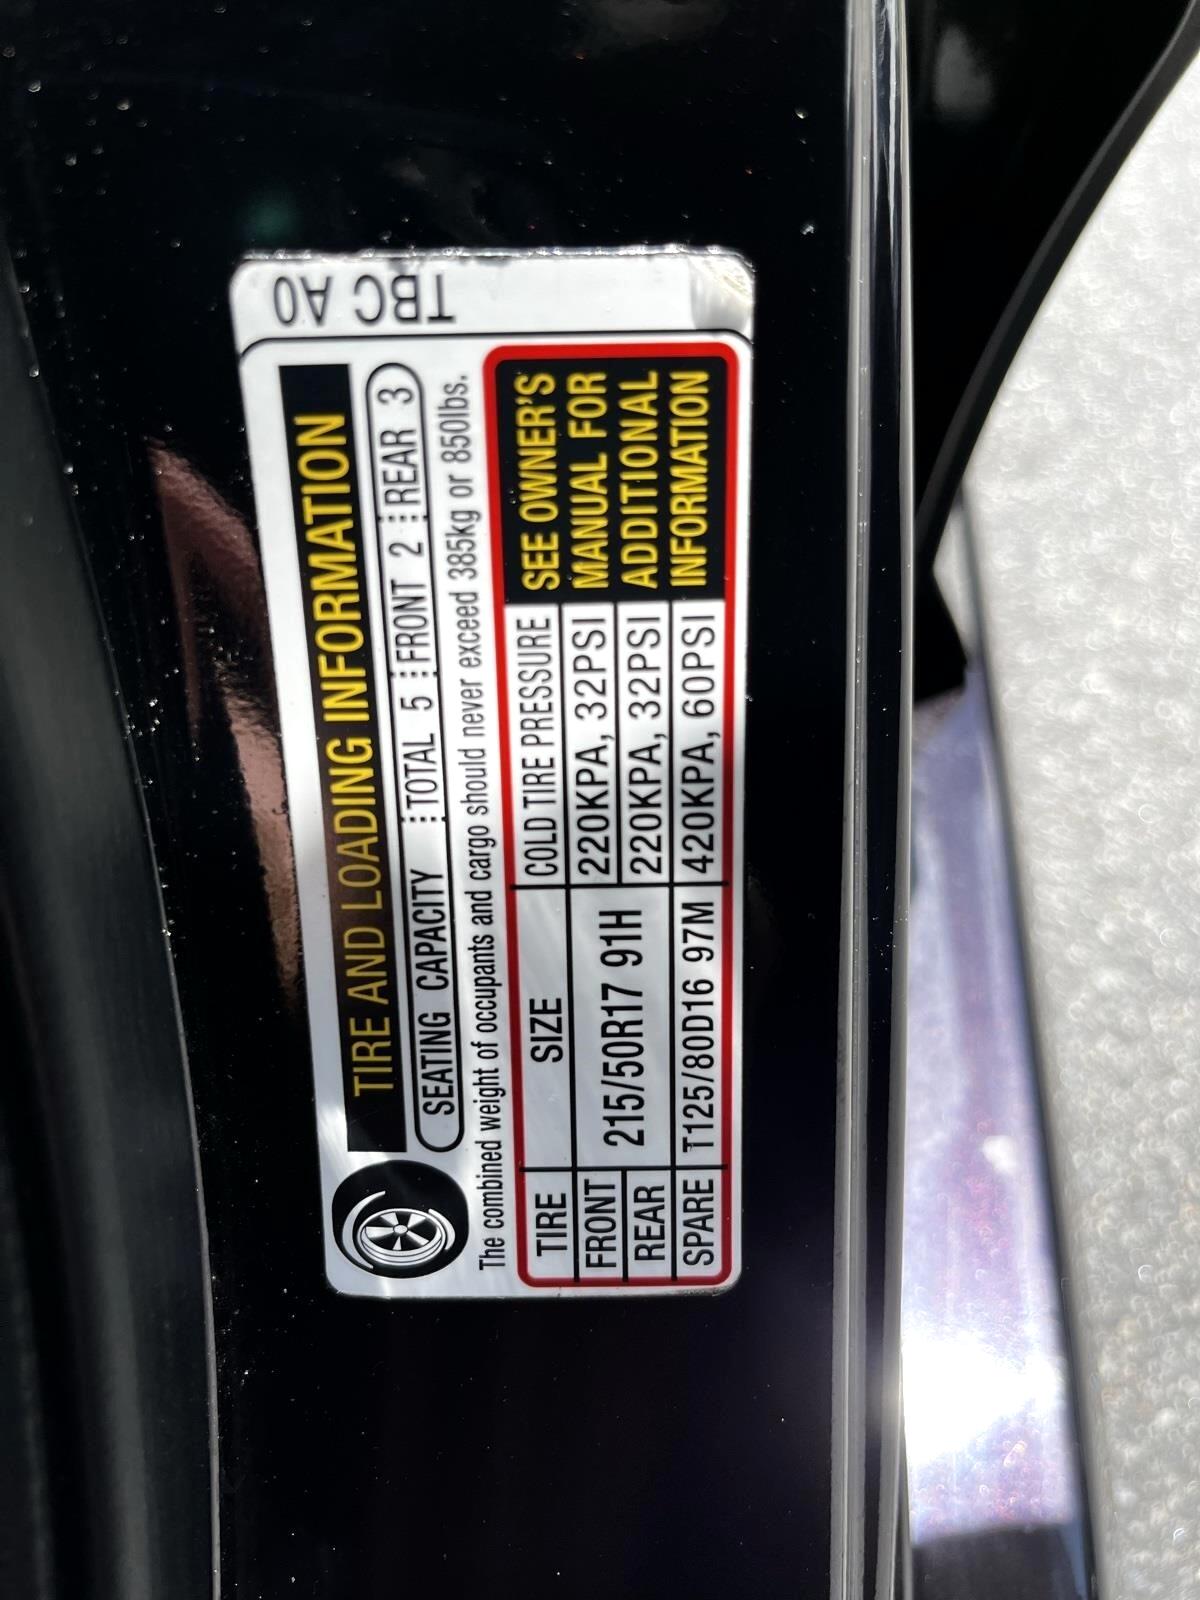 TBC A0
TIRE AND LOADING INFORMATION
SEATING CAPACITY TOTAL 5 FRONT 2 REAR 3
The combined weight of occupants and cargo should never exceed 385kg or 850lbs.
TIRE SIZE COLD TIRE PRESSURE
FRONT 215/50R17 91H 220KPA, 32PSI
REAR 220KPA, 32PSI
SPARE T125/80D16 97M 420KPA, 60PSI
SEE OWNER'S
MANUAL FOR
ADDITIONAL
INFORMATION